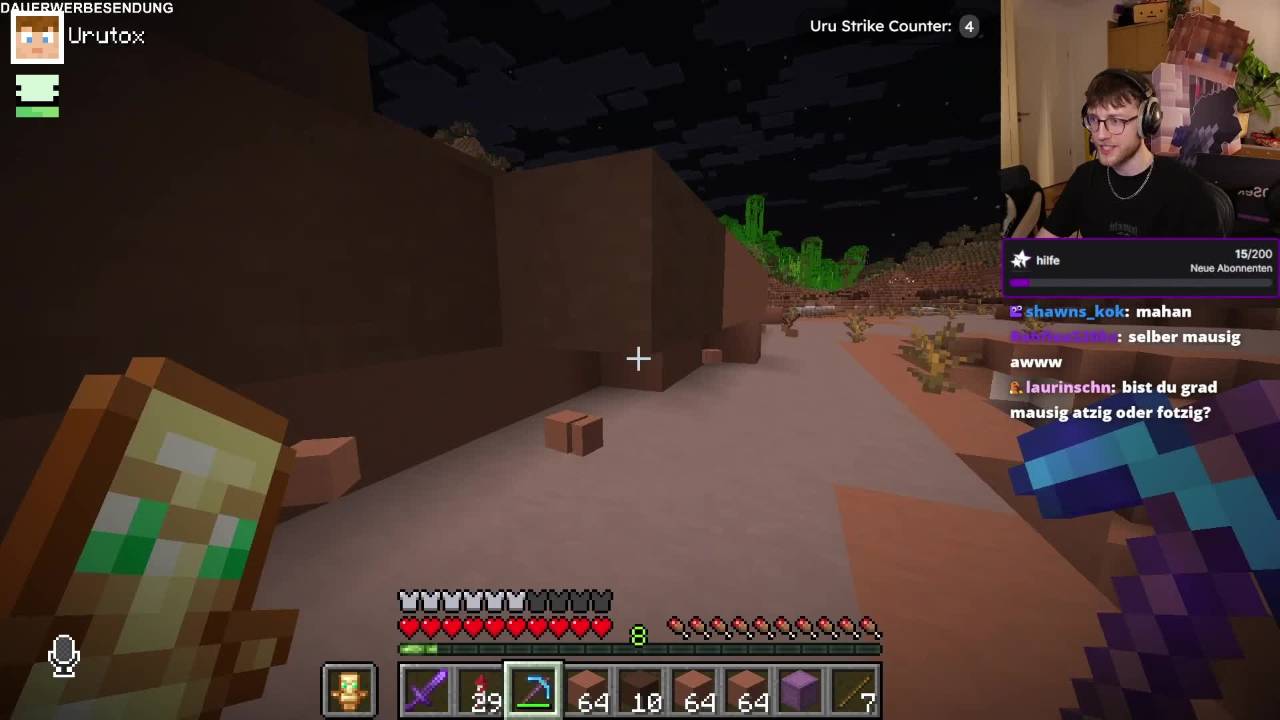 DAUERWERBESENDUNG
Urutox
Uru Strike Counter: 4
hilfe
15/200
Neue Abonnenten
shawns_kok: mahan
: selber mausig
awww
laurinschn: bist du grad
mausig atzig oder fotzig?
8
29
64
10
64
64
7